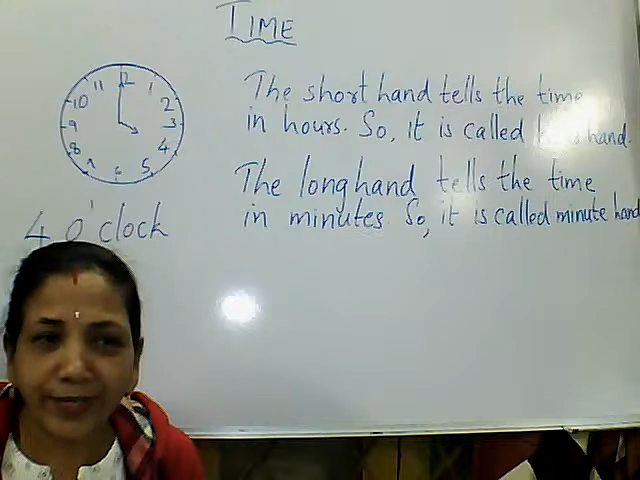 TIME
The short hand tells the time
in hours. So, it is called hand.
The long hand tells the time
in minutes. So, it is called minute hand
12
11 1
10 2
9 3
8 4
7 5
6
4 o'clock